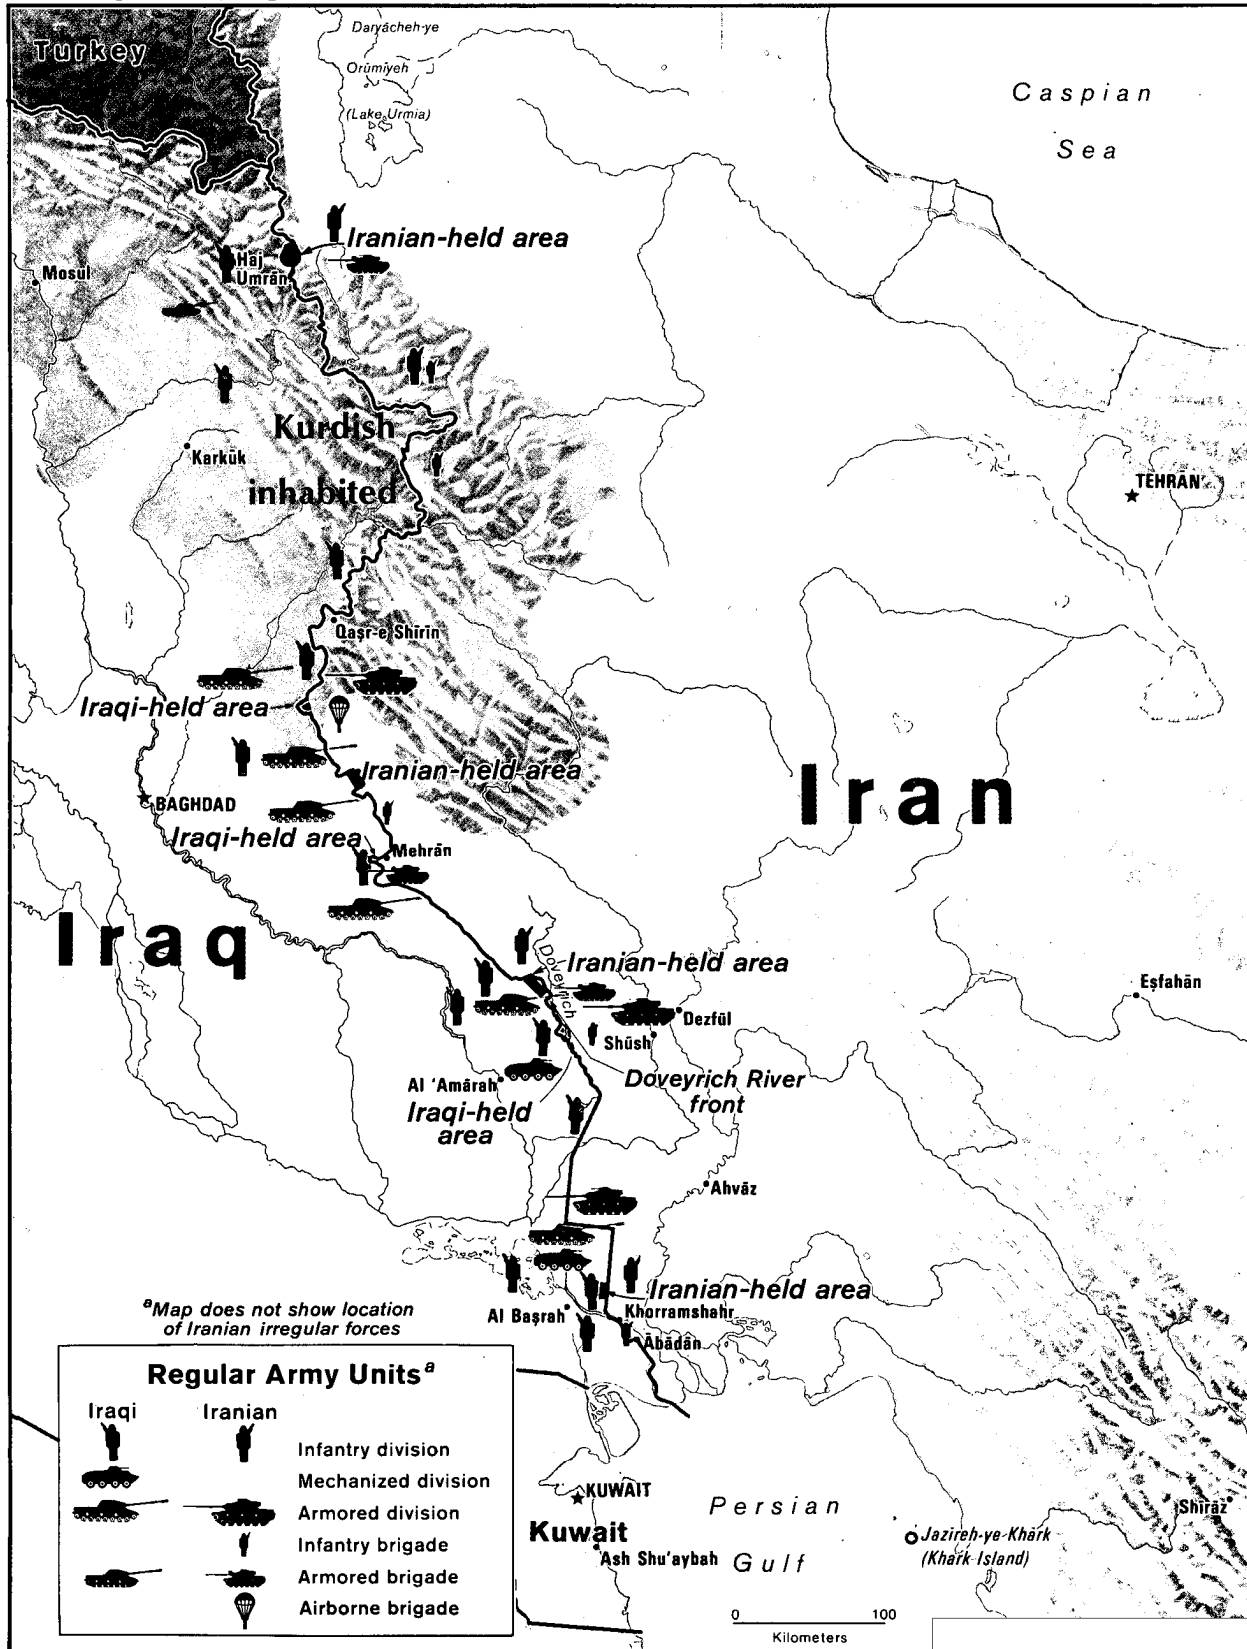 Turkey
Daryācheh-ye
Orūmīyeh
(Lake Urmia)
Caspian
Sea
Iranian-held area
Hāj
Umrān
Mosul
Kurdish
Karkūk
inhabited
TEHRĀN
Qaşr-e Shīrīn
Iraqi-held area
Iranian-held area
BAGHDAD
Iran
Iraqi-held area
Mehrān
Iraq
Doveyrich
Iranian-held area
Eşfahān
Dezfūl
Shūsh
Al 'Amārah
Doveyrich River
front
Iraqi-held
area
Ahvāz
Iranian-held area
Al Başrah
Khorramshahr
Ābādān
aMap does not show location
of Iranian irregular forces
Regular Army Unitsa
Iraqi Iranian
Infantry division
Mechanized division
Armored division
Infantry brigade
Armored brigade
Airborne brigade
KUWAIT
Kuwait
Ash Shu'aybah
Persian
Gulf
Shīrāz
Jazīreh-ye Khārk
(Khārk Island)
0 100
Kilometers